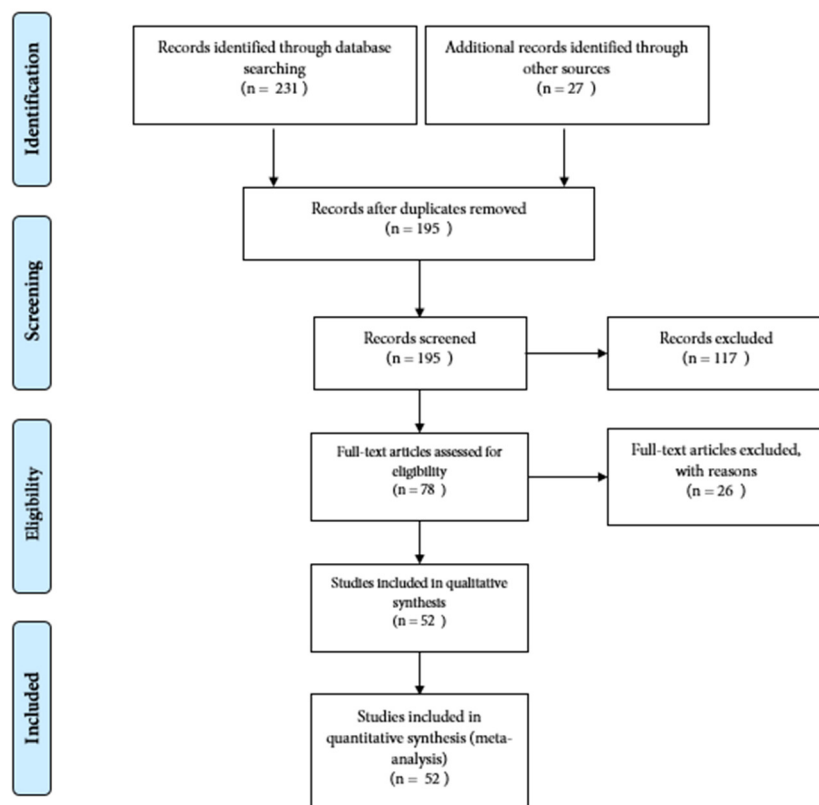 Identification
Records identified through database
searching
(n = 231 )
Additional records identified through
other sources
(n = 27 )
Records after duplicates removed
(n = 195 )
Screening
Records screened
(n = 195 )
Records excluded
(n = 117 )
Eligibility
Full-text articles assessed for
eligibility
(n = 78 )
Full-text articles excluded,
with reasons
(n = 26 )
Studies included in qualitative
synthesis
(n = 52 )
Included
Studies included in
quantitative synthesis (meta-
analysis)
(n = 52 )